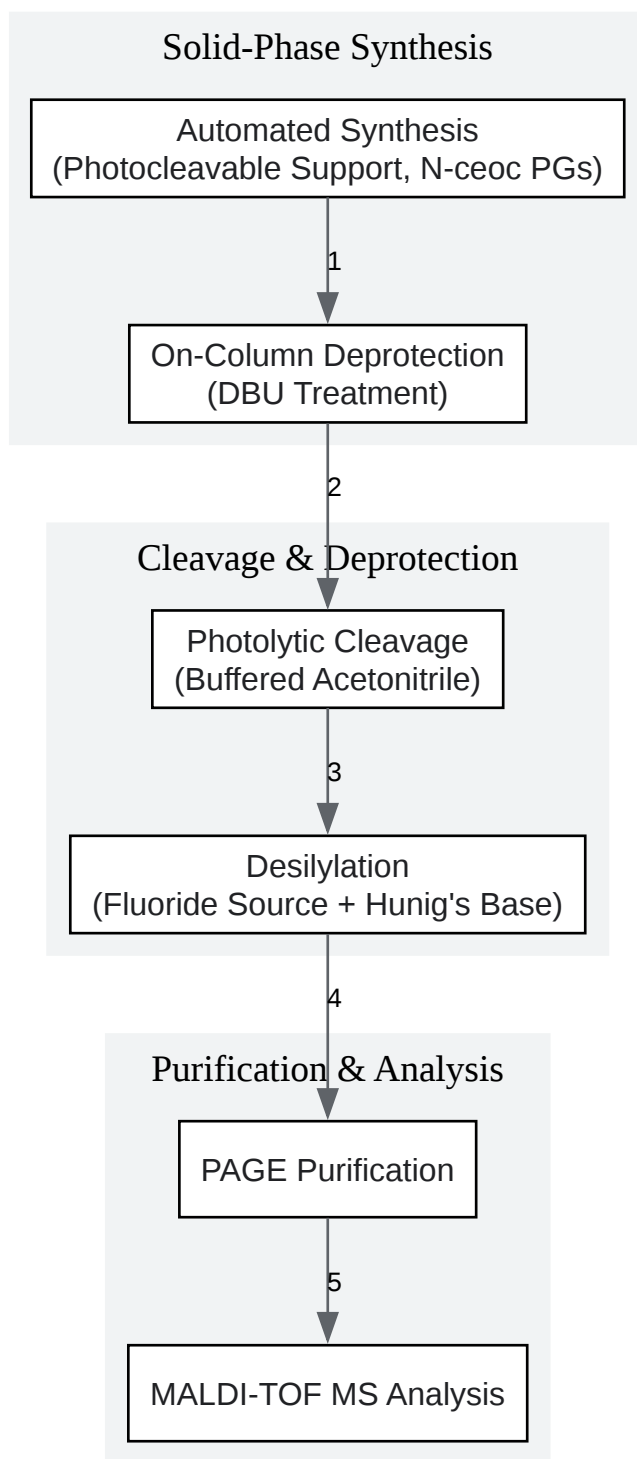 Solid-Phase Synthesis
Automated Synthesis
(Photocleavable Support, N-ceoc PGs)
1
On-Column Deprotection
(DBU Treatment)
2
Cleavage & Deprotection
Photolytic Cleavage
(Buffered Acetonitrile)
3
Desilylation
(Fluoride Source + Hunig's Base)
4
Purification & Analysis
PAGE Purification
5
MALDI-TOF MS Analysis